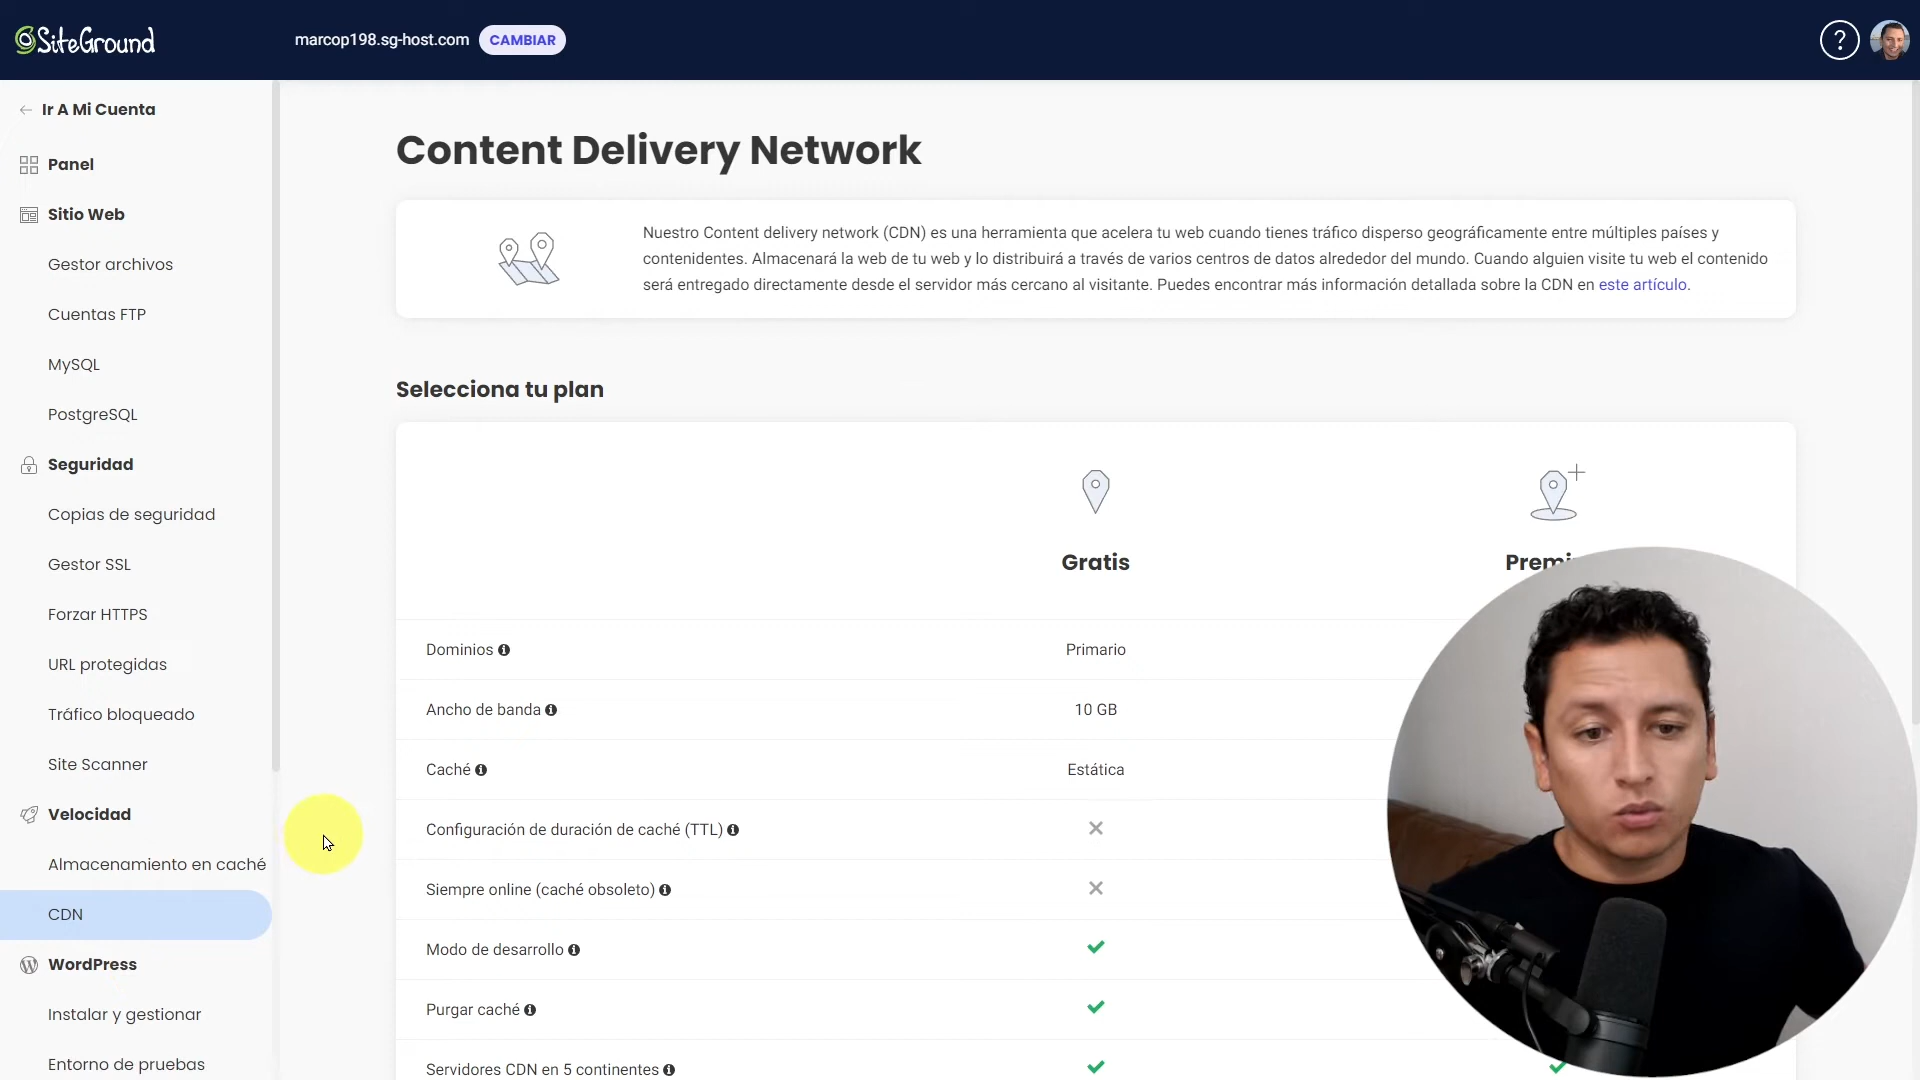 SiteGround
marcop198.sg-host.com
CAMBIAR
?
Ir A Mi Cuenta
Panel
Sitio Web
Gestor archivos
Cuentas FTP
MySQL
PostgreSQL
Seguridad
Copias de seguridad
Gestor SSL
Forzar HTTPS
URL protegidas
Tráfico bloqueado
Site Scanner
Velocidad
Almacenamiento en caché
CDN
WordPress
Instalar y gestionar
Entorno de pruebas
Content Delivery Network
Nuestro Content delivery network (CDN) es una herramienta que acelera tu web cuando tienes tráfico disperso geográficamente entre múltiples países y
contenidentes. Almacenará la web de tu web y lo distribuirá a través de varios centros de datos alrededor del mundo. Cuando alguien visite tu web el contenido
será entregado directamente desde el servidor más cercano al visitante. Puedes encontrar más información detallada sobre la CDN en este artículo.
Selecciona tu plan
Gratis
Dominios
Primario
Ancho de banda
10 GB
Caché
Estática
Configuración de duración de caché (TTL)
Siempre online (caché obsoleto)
Modo de desarrollo
Purgar caché
Servidores CDN en 5 continentes